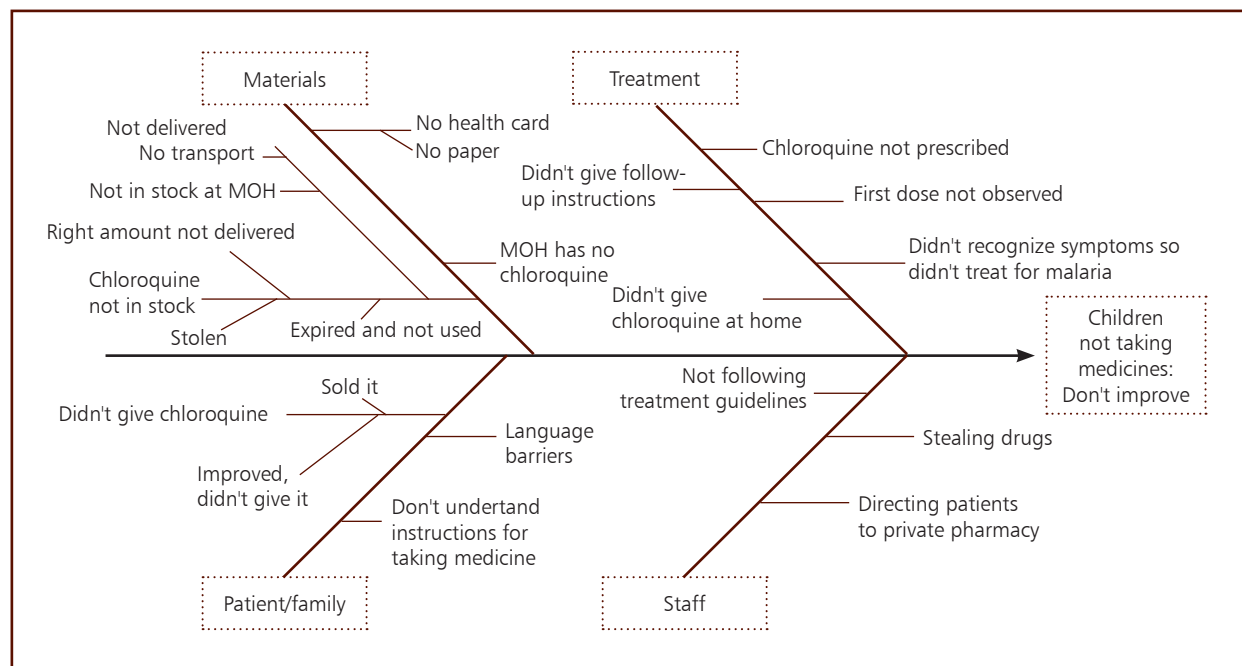 Materials
Treatment
Not delivered
No transport
Not in stock at MOH
Right amount not delivered
Chloroquine
not in stock
Stolen
Expired and not used
No health card
No paper
MOH has no
chloroquine
Chloroquine not prescribed
Didn't give follow-
up instructions
First dose not observed
Didn't recognize symptoms so
didn't treat for malaria
Didn't give
chloroquine at home
Children
not taking
medicines:
Don't improve
Sold it
Didn't give chloroquine
Improved,
didn't give it
Language
barriers
Don't undertand
instructions for
taking medicine
Not following
treatment guidelines
Stealing drugs
Directing patients
to private pharmacy
Patient/family
Staff